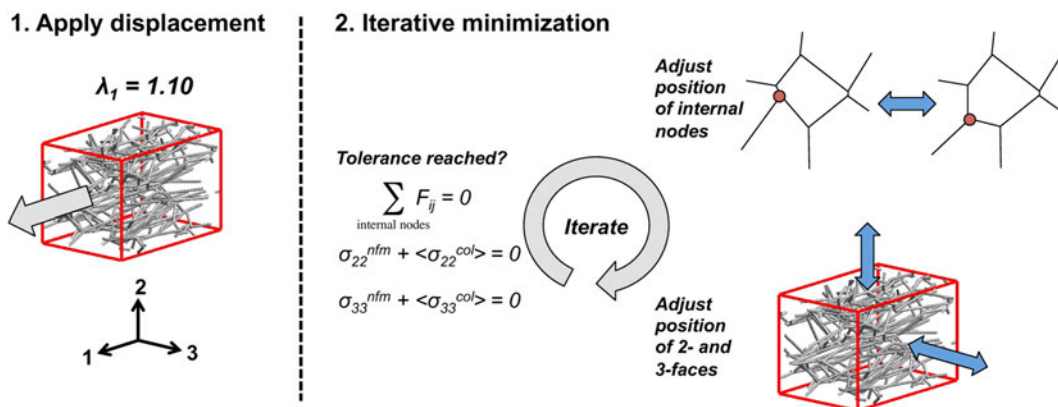 1. Apply displacement
λ₁ = 1.10
2
1
3
2. Iterative minimization
Tolerance reached?
∑ Fᵢⱼ = 0
internal nodes
σ₂₂ⁿᶠᵐ + <σ₂₂ᶜᵒˡ> = 0
σ₃₃ⁿᶠᵐ + <σ₃₃ᶜᵒˡ> = 0
Iterate
Adjust
position
of internal
nodes
Adjust
position
of 2- and
3-faces